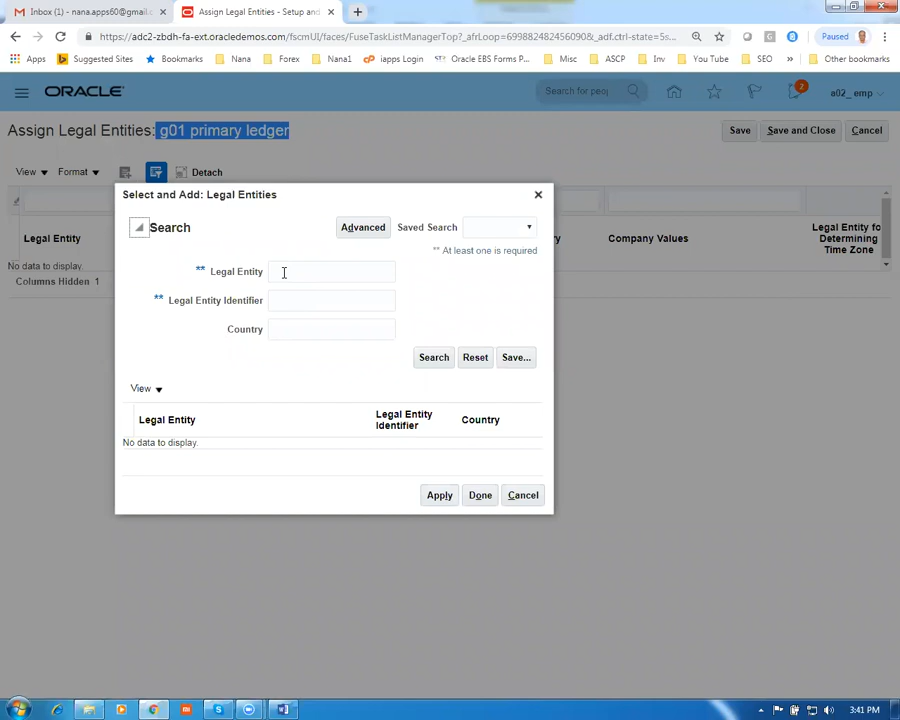 Inbox (1) - nana.apps60@gmail.c
Assign Legal Entities - Setup and
https://adc2-zbdh-fa-ext.oracledemos.com/fscmUI/faces/FuseTaskListManagerTop?_afrLoop=6998824824560908&_adf.ctrl-state=5s...
Paused
Apps Suggested Sites Bookmarks Nana Forex Nana1 iapps Login Oracle EBS Forms P... Misc ASCP Inv You Tube SEO » Other bookmarks
ORACLE
Search for peoj
2
a02_ emp
Assign Legal Entities: g01 primary ledger
Save Save and Close Cancel
View Format Detach
Select and Add: Legal Entities
Search Advanced Saved Search
** At least one is required
** Legal Entity
** Legal Entity Identifier
Country
Search Reset Save...
View
Legal Entity Legal Entity Identifier Country
No data to display.
Apply Done Cancel
Legal Entity
No data to display.
Columns Hidden 1
Company Values
Legal Entity for
Determining
Time Zone
3:41 PM